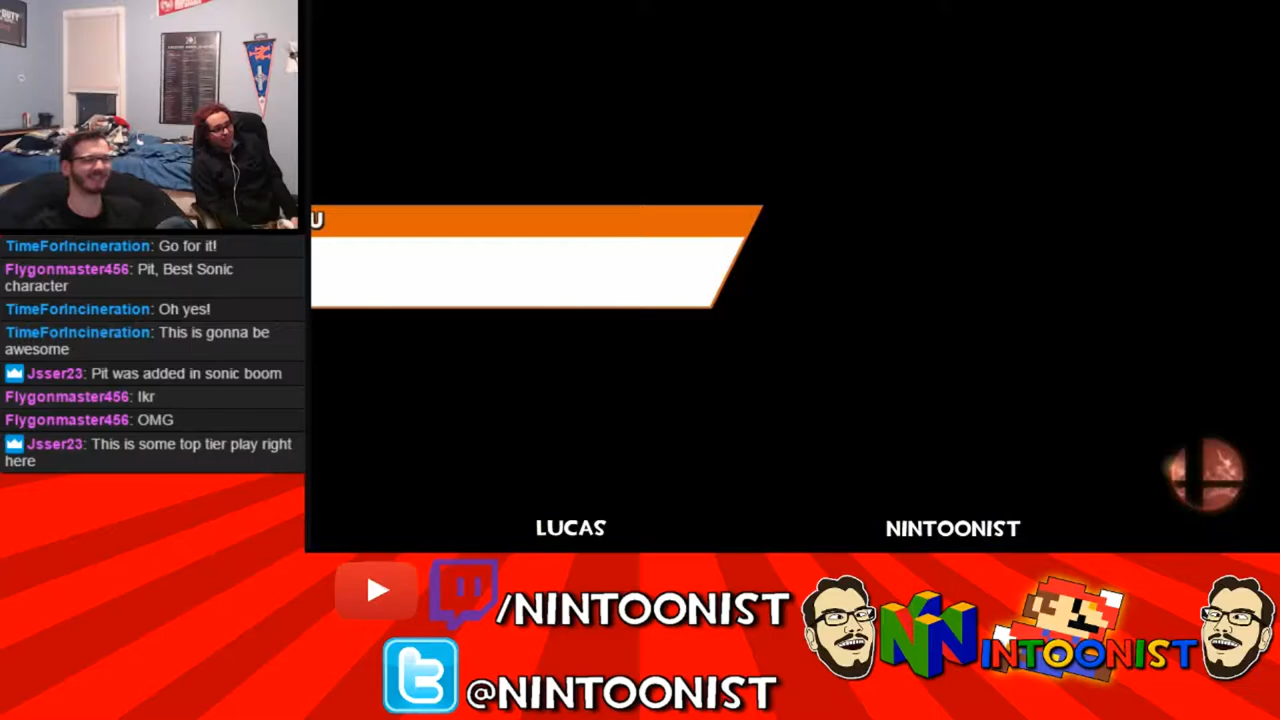 TimeForIncineration: Go for it!
Flygonmaster456: Pit, Best Sonic
character
TimeForIncineration: Oh yes!
TimeForIncineration: This is gonna be
awesome
Jsser23: Pit was added in sonic boom
Flygonmaster456: Ikr
Flygonmaster456: OMG
Jsser23: This is some top tier play right
here
U
LUCAS
NINTOONIST
/NINTOONIST
@NINTOONIST
NINTOONIST